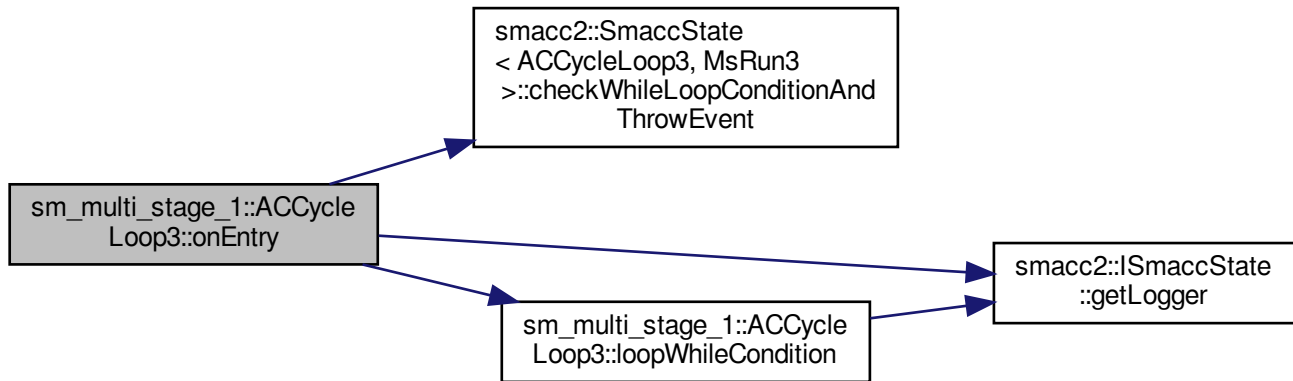 smacc2::SmaccState
< ACCycleLoop3, MsRun3
>::checkWhileLoopConditionAnd
ThrowEvent
sm_multi_stage_1::ACCycle
Loop3::onEntry
smacc2::ISmaccState
::getLogger
sm_multi_stage_1::ACCycle
Loop3::loopWhileCondition